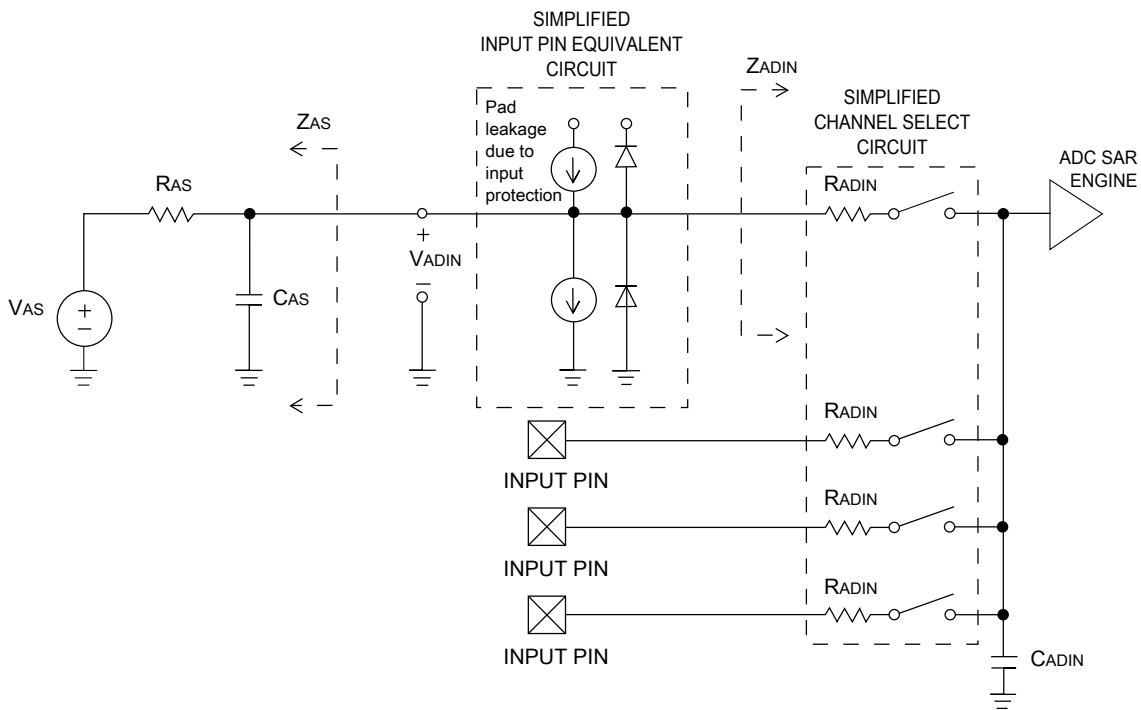 SIMPLIFIED
INPUT PIN EQUIVALENT
CIRCUIT
Pad
leakage
due to
input
protection
ZADIN
SIMPLIFIED
CHANNEL SELECT
CIRCUIT
ADC SAR
ENGINE
ZAS
RAS
RADIN
+
VADIN
–
CAS
VAS
+
–
RADIN
INPUT PIN
RADIN
INPUT PIN
RADIN
INPUT PIN
CADIN